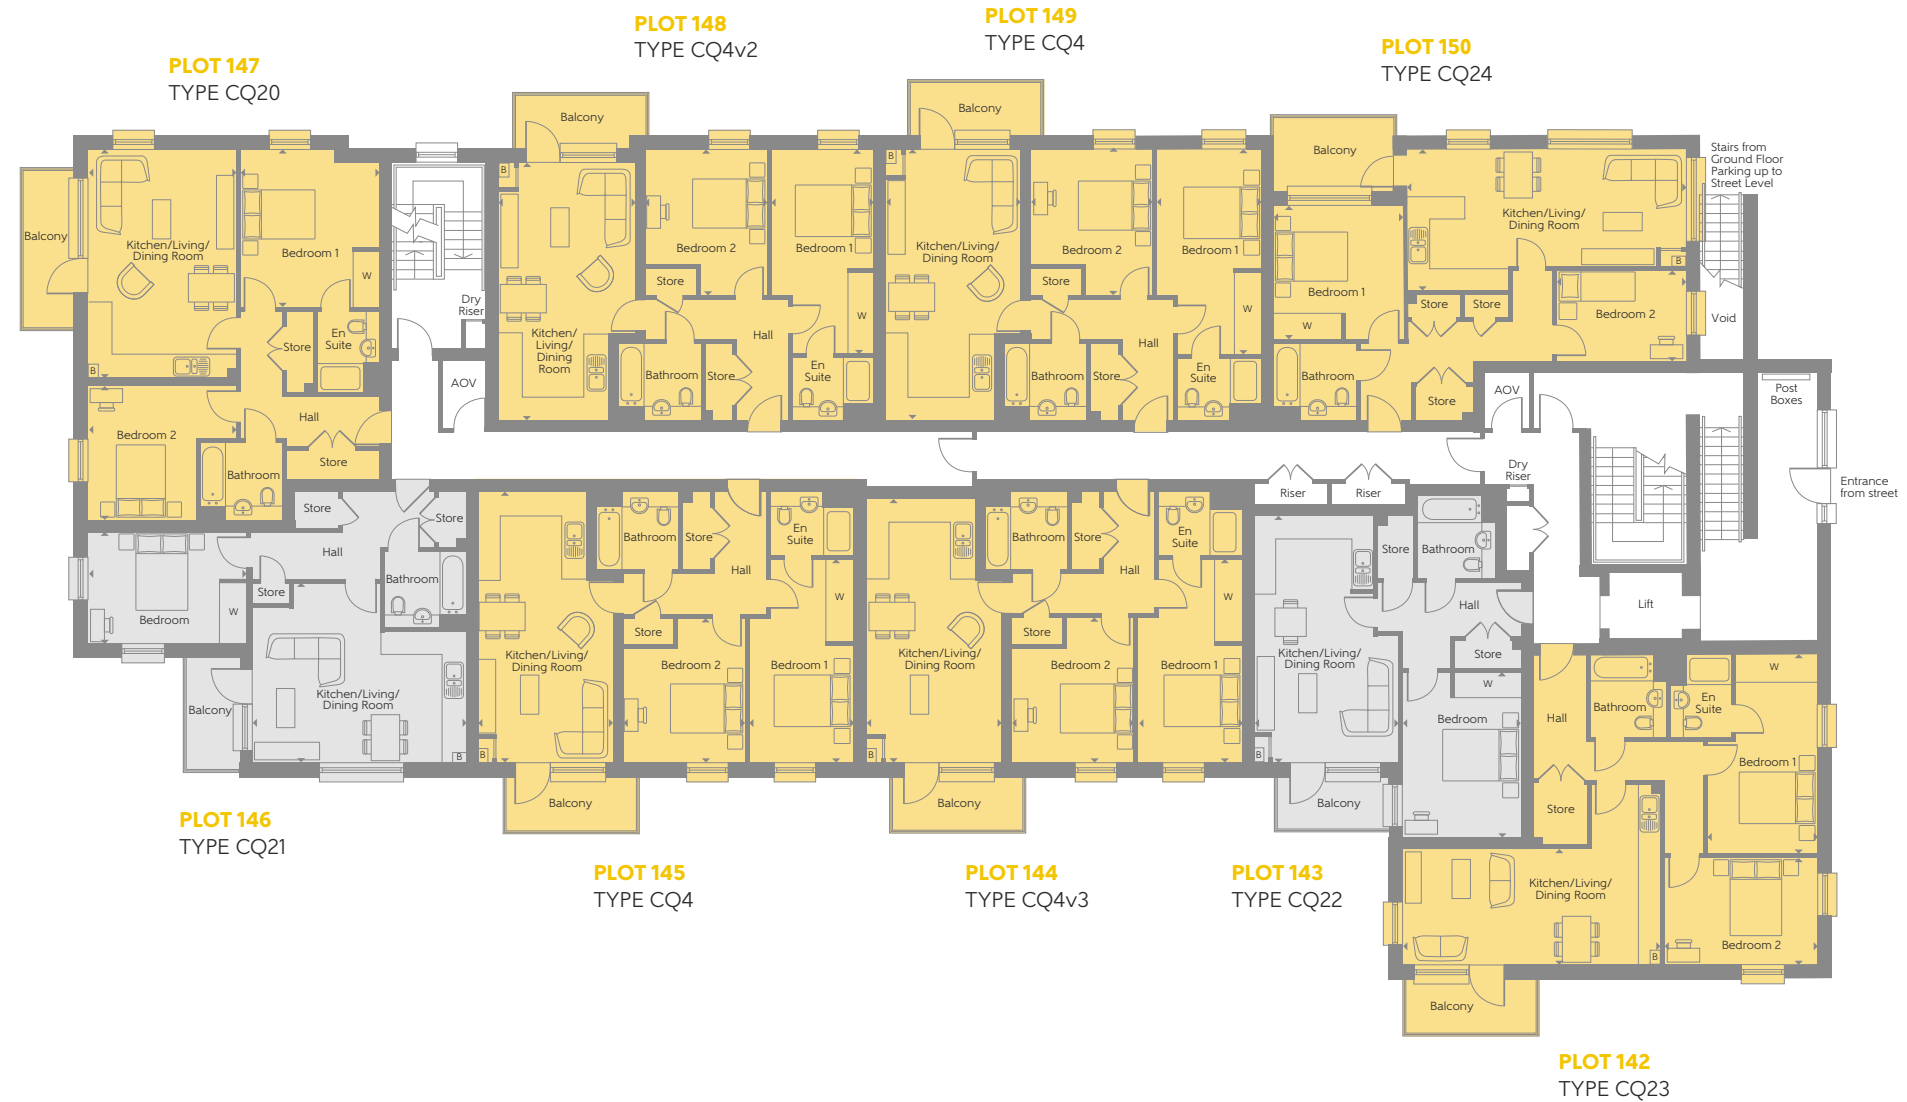 PLOT 147
TYPE CQ20
PLOT 148
TYPE CQ4v2
PLOT 149
TYPE CQ4
PLOT 150
TYPE CQ24
Balcony
Kitchen/Living/
Dining Room
Bedroom 1
W
B
En
Suite
Store
Hall
Bedroom 2
Bathroom
Store
Dry
Riser
AOV
Balcony
B
Kitchen/
Living/
Dining
Room
Bedroom 2
Bedroom 1
Store
Hall
W
Bathroom
Store
En
Suite
Balcony
B
Kitchen/Living/
Dining Room
Bedroom 2
Bedroom 1
Store
Hall
W
Bathroom
Store
En
Suite
Balcony
Kitchen/Living/
Dining Room
B
Bedroom 1
W
Store
Store
Bedroom 2
Bathroom
Store
Stairs from
Ground Floor
Parking up to
Street Level
Void
AOV
Post
Boxes
Dry
Riser
Entrance
from street
Lift
Riser
Riser
Store
Store
Hall
Bathroom
Store
Bedroom
W
Balcony
Kitchen/Living/
Dining Room
B
Bathroom
Store
En
Suite
Hall
W
Store
Kitchen/Living/
Dining Room
Bedroom 2
Bedroom 1
B
Balcony
Bathroom
Store
En
Suite
Hall
W
Store
Kitchen/Living/
Dining Room
Bedroom 2
Bedroom 1
B
Balcony
Store
Bathroom
Hall
Store
Kitchen/Living/
Dining Room
W
Bedroom
B
Balcony
Hall
Bathroom
En
Suite
W
Bedroom 1
Store
Kitchen/Living/
Dining Room
Bedroom 2
B
Balcony
PLOT 146
TYPE CQ21
PLOT 145
TYPE CQ4
PLOT 144
TYPE CQ4v3
PLOT 143
TYPE CQ22
PLOT 142
TYPE CQ23